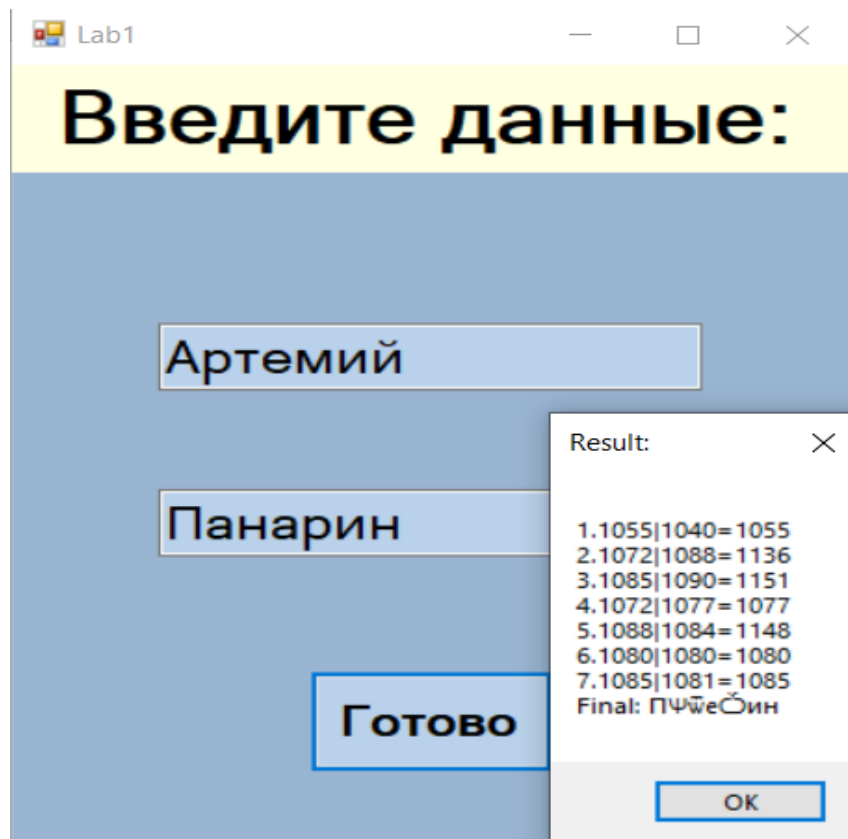 Lab1
Введите данные:
Артемий
Панарин
Готово
Result:
1.1055|1040=1055
2.1072|1088=1136
3.1085|1090=1151
4.1072|1077=1077
5.1088|1084=1148
6.1080|1080=1080
7.1085|1081=1085
Final: ПѰѿеѼин
OK